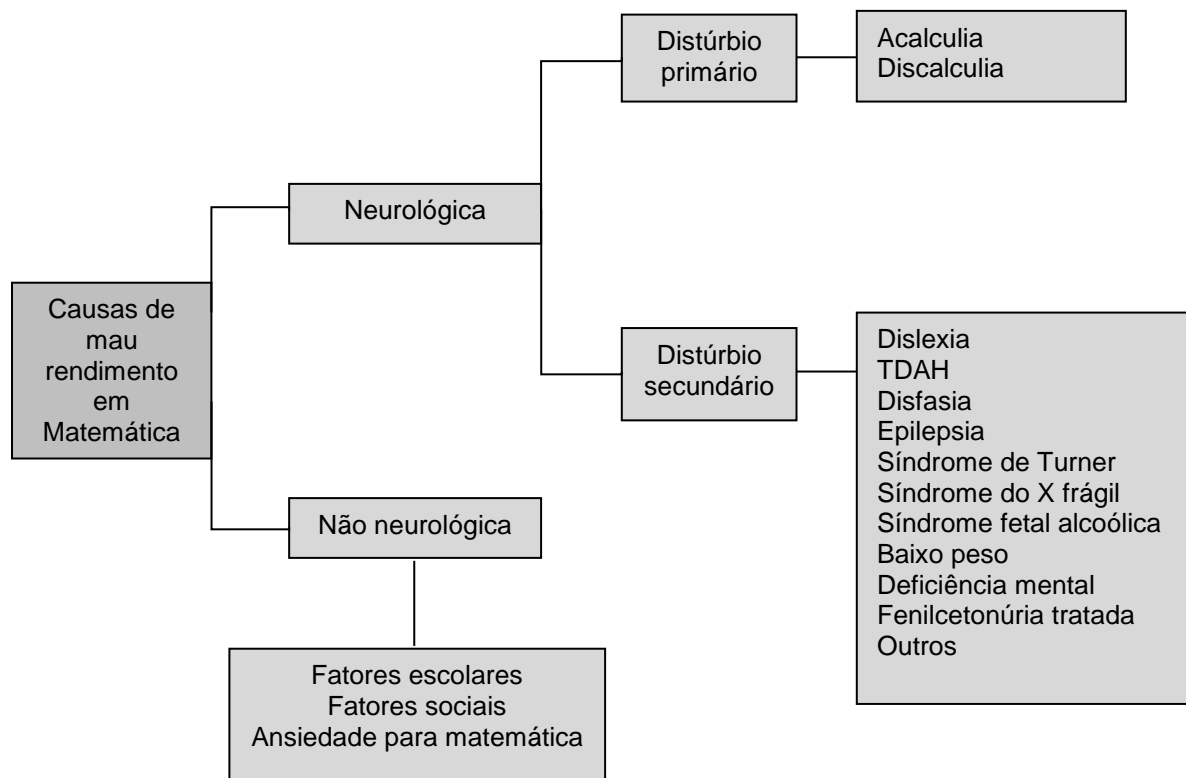 Causas de
mau
rendimento
em
Matemática
Neurológica
Distúrbio
primário
Acalculia
Discalculia
Distúrbio
secundário
Dislexia
TDAH
Disfasia
Epilepsia
Síndrome de Turner
Síndrome do X frágil
Síndrome fetal alcoólica
Baixo peso
Deficiência mental
Fenilcetonúria tratada
Outros
Não neurológica
Fatores escolares
Fatores sociais
Ansiedade para matemática